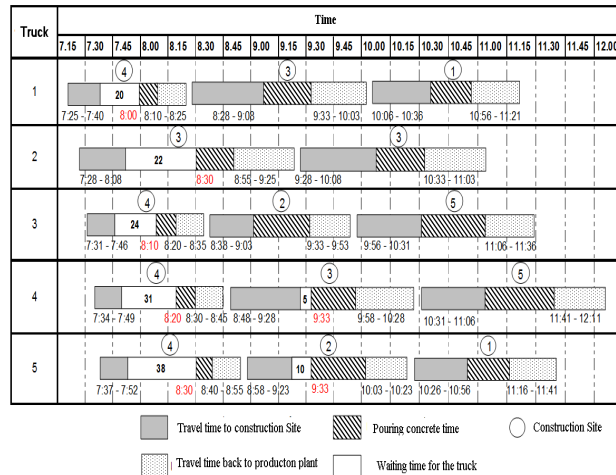 Truck
Time
7.15 7.30 7.45 8.00 8.15 8.30 8.45 9.00 9.15 9.30 9.45 10.00 10.15 10.30 10.45 11.00 11.15 11.30 11.45 12.00
4 3 1
1
20
7:25 - 7:40 8:00 8:10 - 8:25 8:28 - 9:08 9:33 - 10:03 10:06 - 10:36 10:56 - 11:21
3 3
2
22
7:28 - 8:08 8:30 8:55 - 9:25 9:28 - 10:08 10:33 - 11:03
4 2 5
3
24
7:31 - 7:46 8:10 8:20 - 8:35 8:38 - 9:03 9:33 - 9:53 9:56 - 10:31 11:06 - 11:36
4 3 5
4
31 5
7:34 - 7:49 8:20 8:30 - 8:45 8:48 - 9:28 9:33 9:58 - 10:28 10:31 - 11:06 11:41 - 12:11
4 2 1
5
38 10
7:37 - 7:52 8:30 8:40 - 8:55 8:58 - 9:23 9:33 10:03 - 10:23 10:26 - 10:56 11:16 - 11:41
Travel time to construction Site Pouring concrete time Construction Site
Travel time back to producton plant Waiting time for the truck